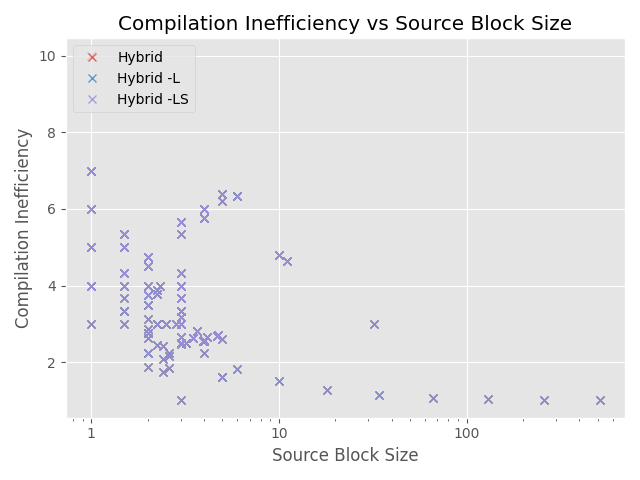 Compilation Inefficiency vs Source Block Size
Hybrid
Hybrid -L
Hybrid -LS
10
8
6
4
2
Compilation Inefficiency
1
10
100
Source Block Size